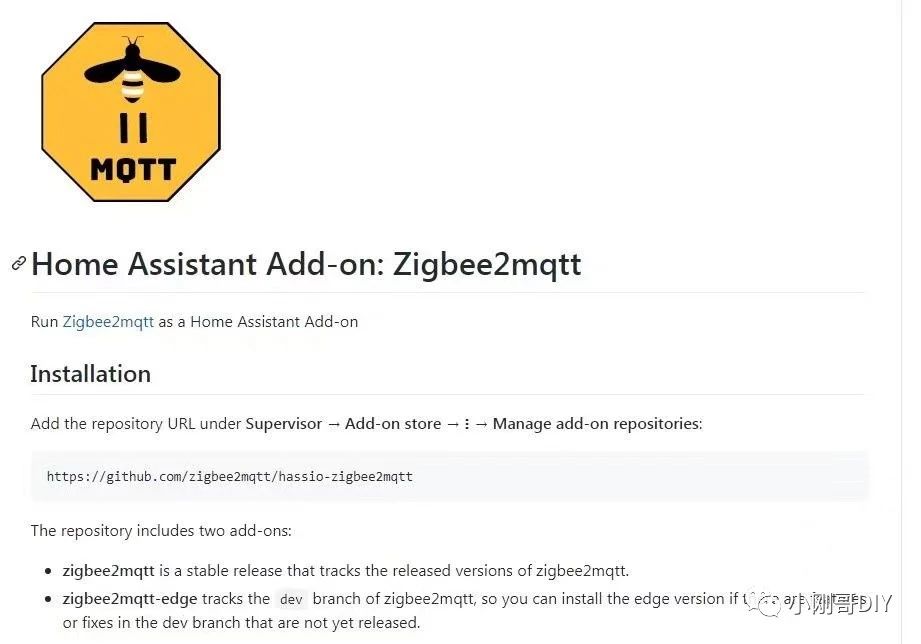 MQTT
Home Assistant Add-on: Zigbee2mqtt
Run Zigbee2mqtt as a Home Assistant Add-on
Installation
Add the repository URL under Supervisor → Add-on store → ⋮ → Manage add-on repositories:
https://github.com/zigbee2mqtt/hassio-zigbee2mqtt
The repository includes two add-ons:
• zigbee2mqtt is a stable release that tracks the released versions of zigbee2mqtt.
• zigbee2mqtt-edge tracks the dev branch of zigbee2mqtt, so you can install the edge version if
小刚哥DIY
or fixes in the dev branch that are not yet released.